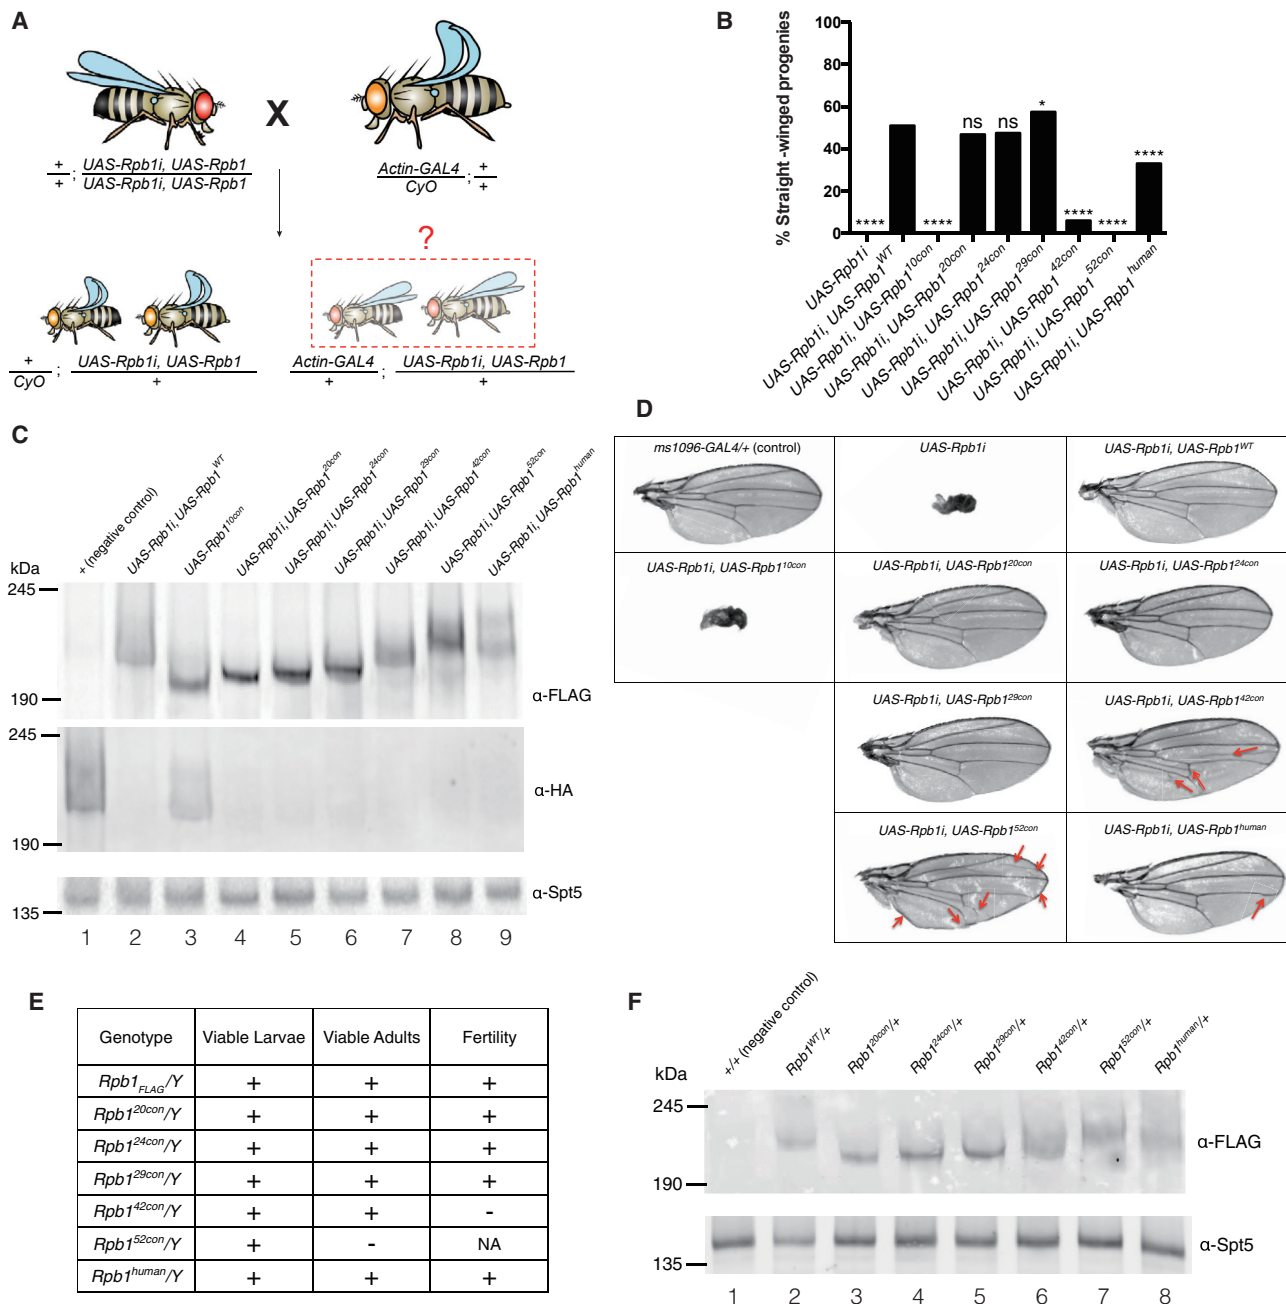 A
X
+
+
;
UAS-Rpb1i, UAS-Rpb1
UAS-Rpb1i, UAS-Rpb1
Actin-GAL4
CyO
;
+
+
?
+
CyO
;
UAS-Rpb1i, UAS-Rpb1
+
Actin-GAL4
+
;
UAS-Rpb1i, UAS-Rpb1
+
B
% Straight -winged progenies
100
80
60
40
20
0
****
****
ns
ns
*
****
****
****
UAS-Rpb1i
UAS-Rpb1i, UAS-Rpb1WT
UAS-Rpb1i, UAS-Rpb110con
UAS-Rpb1i, UAS-Rpb120con
UAS-Rpb1i, UAS-Rpb124con
UAS-Rpb1i, UAS-Rpb129con
UAS-Rpb1i, UAS-Rpb142con
UAS-Rpb1i, UAS-Rpb152con
UAS-Rpb1i, UAS-Rpb1human
C
+ (negative control)
UAS-Rpb1i, UAS-Rpb1WT
UAS-Rpb110con
UAS-Rpb1i, UAS-Rpb120con
UAS-Rpb1i, UAS-Rpb124con
UAS-Rpb1i, UAS-Rpb129con
UAS-Rpb1i, UAS-Rpb142con
UAS-Rpb1i, UAS-Rpb152con
UAS-Rpb1i, UAS-Rpb1human
kDa
245
190
α-FLAG
245
190
α-HA
135
α-Spt5
1 2 3 4 5 6 7 8 9
D
ms1096-GAL4/+ (control)
UAS-Rpb1i
UAS-Rpb1i, UAS-Rpb1WT
UAS-Rpb1i, UAS-Rpb110con
UAS-Rpb1i, UAS-Rpb120con
UAS-Rpb1i, UAS-Rpb124con
UAS-Rpb1i, UAS-Rpb129con
UAS-Rpb1i, UAS-Rpb142con
UAS-Rpb1i, UAS-Rpb152con
UAS-Rpb1i, UAS-Rpb1human
E
Genotype Viable Larvae Viable Adults Fertility
Rpb1FLAG/Y + + +
Rpb120con/Y + + +
Rpb124con/Y + + +
Rpb129con/Y + + +
Rpb142con/Y + + -
Rpb152con/Y + - NA
Rpb1human/Y + + +
F
+/+ (negative control)
Rpb1WT/+
Rpb120con/+
Rpb124con/+
Rpb129con/+
Rpb142con/+
Rpb152con/+
Rpb1human/+
kDa
245
190
α-FLAG
135
α-Spt5
1 2 3 4 5 6 7 8